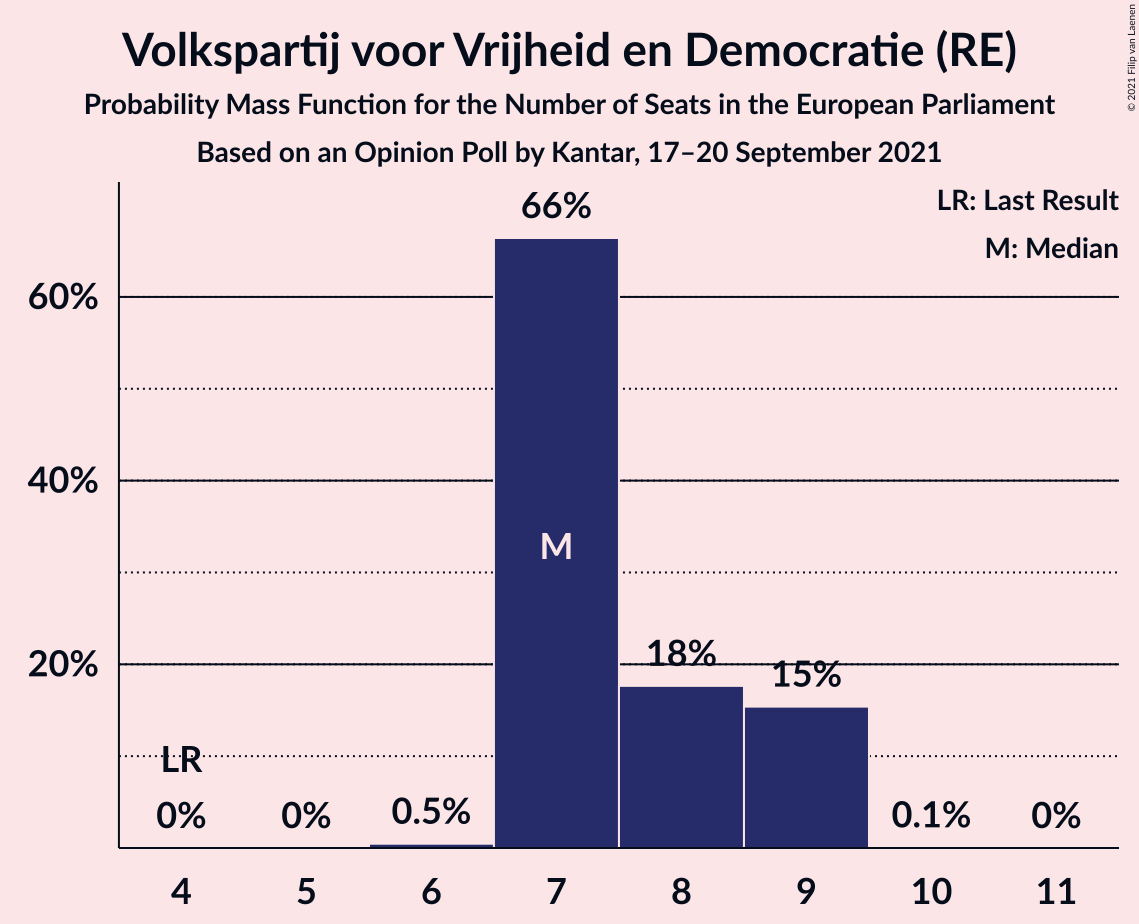 Volkspartij voor Vrijheid en Democratie (RE)
Probability Mass Function for the Number of Seats in the European Parliament
Based on an Opinion Poll by Kantar, 17–20 September 2021
© 2021 Filip van Laenen
LR: Last Result
M: Median
66%
60%
40%
M
20%
18%
15%
LR
0%
0%
0.5%
0.1%
0%
4 5 6 7 8 9 10 11